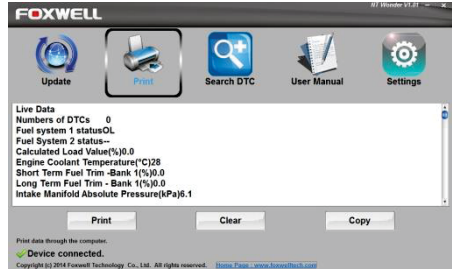 FOXWELL
NT Wonder V1.21
Update
Print
Search DTC
User Manual
Settings
Live Data
Numbers of DTCs 0
Fuel system 1 statusOL
Fuel System 2 status--
Calculated Load Value(%)0.0
Engine Coolant Temperature(°C)28
Short Term Fuel Trim -Bank 1(%)0.0
Long Term Fuel Trim - Bank 1(%)0.0
Intake Manifold Absolute Pressure(kPa)6.1
Print
Clear
Copy
Print data through the computer.
Device connected.
Copyright (c) 2014 Foxwell Technology Co., Ltd. All rights reserved. Home Page : www.foxwelltech.com